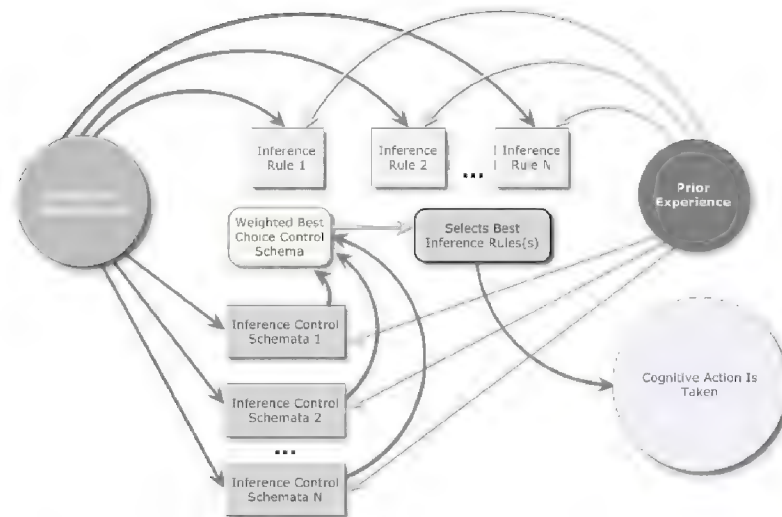 Inference
Rule 1
Inference
Rule 2
...
Inference
Rule N
Prior
Experience
Weighted Best
Choice Control
Schema
Selects Best
Inference Rules(s)
Inference Control
Schemata 1
Cognitive Action Is
Taken
Inference Control
Schemata 2
...
Inference Control
Schemata N